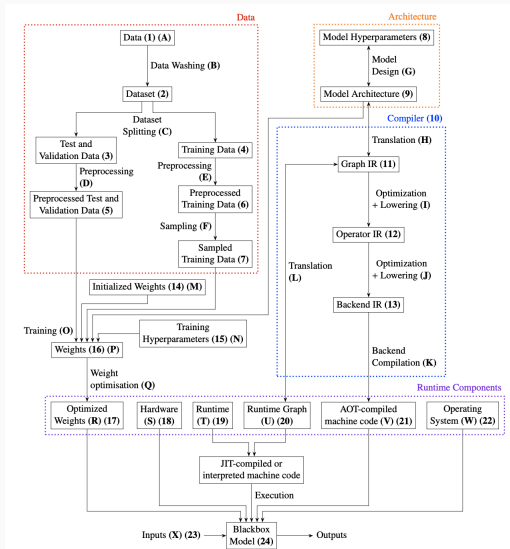 Data
Architecture
Data (1) (A)
Model Hyperparameters (8)
Data Washing (B)
Model
Design (G)
Dataset (2)
Model Architecture (9)
Dataset
Splitting (C)
Compiler (10)
Test and
Validation Data (3)
Training Data (4)
Translation (H)
Preprocessing
(D)
Preprocessing
(E)
Graph IR (11)
Preprocessed Test and
Validation Data (5)
Preprocessed
Training Data (6)
Optimization
+ Lowering (I)
Sampling (F)
Operator IR (12)
Sampled
Training Data (7)
Translation
(L)
Optimization
+ Lowering (J)
Initialized Weights (14) (M)
Backend IR (13)
Training (O)
Training
Hyperparameters (15) (N)
Weights (16) (P)
Backend
Compilation (K)
Weight
optimisation (Q)
Runtime Components
Optimized
Weights (R) (17)
Hardware
(S) (18)
Runtime
(T) (19)
Runtime Graph
(U) (20)
AOT-compiled
machine code (V) (21)
Operating
System (W) (22)
JIT-compiled or
interpreted machine code
Execution
Inputs (X) (23)
Blackbox
Model (24)
Outputs